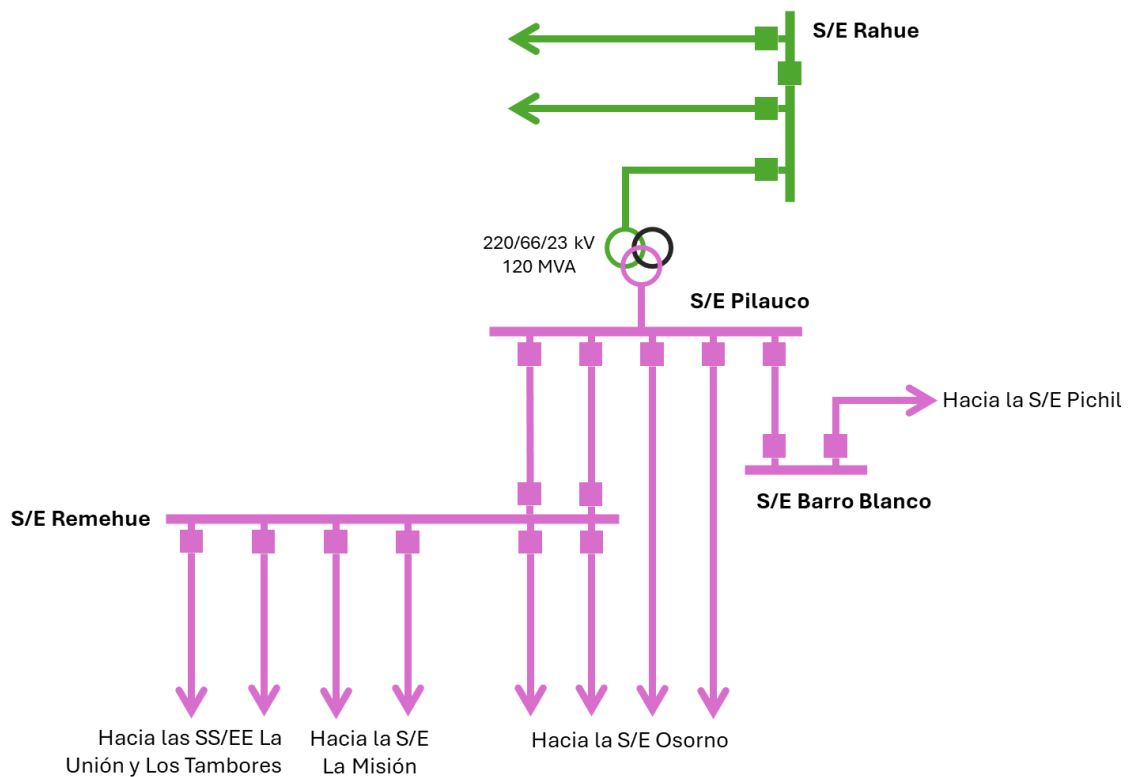 S/E Rahue
220/66/23 kV
120 MVA
S/E Pilauco
Hacia la S/E Pichil
S/E Barro Blanco
S/E Remehue
Hacia las SS/EE La
Unión y Los Tambores
Hacia la S/E
La Misión
Hacia la S/E Osorno